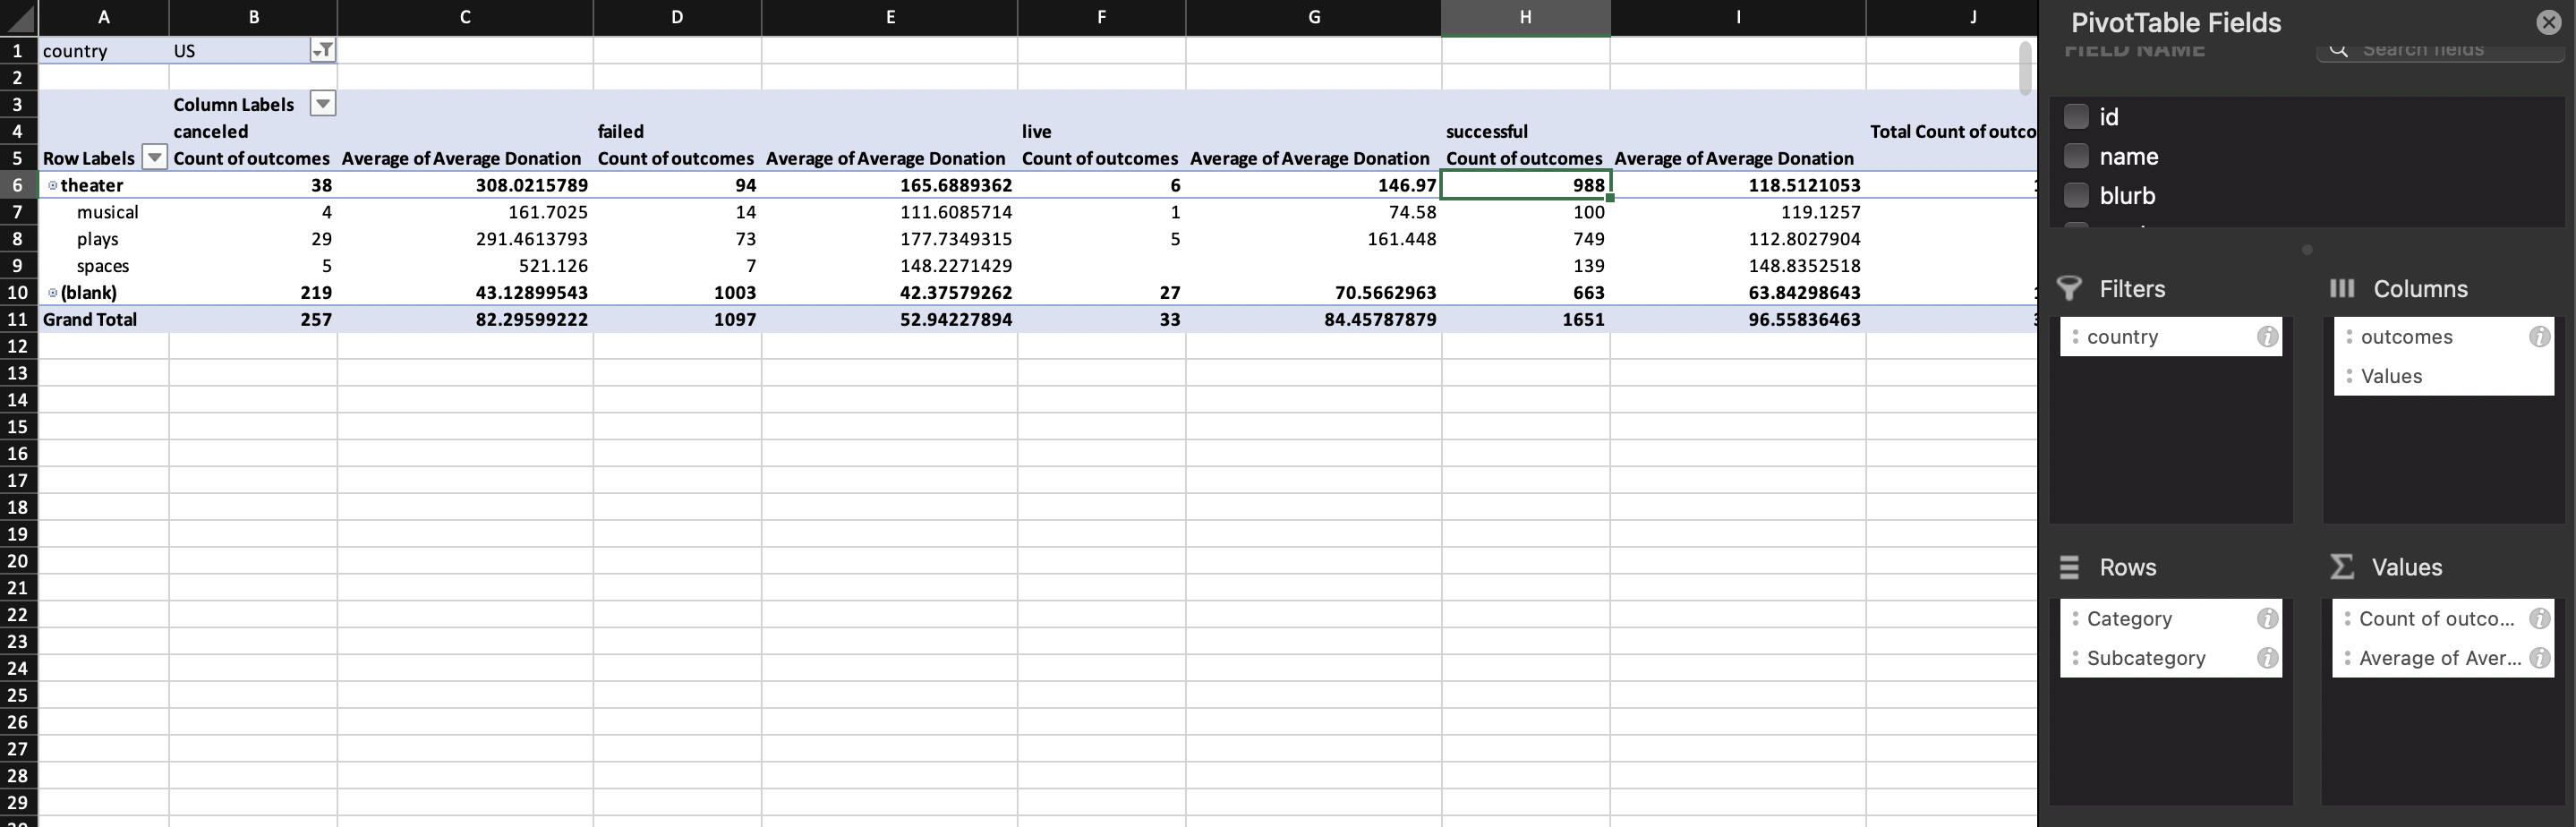 A B C D E F G H I J
1 country US
2
3 Column Labels
4 canceled failed live successful Total Count of outco
5 Row Labels Count of outcomes Average of Average Donation Count of outcomes Average of Average Donation Count of outcomes Average of Average Donation Count of outcomes Average of Average Donation
6 theater 38 308.0215789 94 165.6889362 6 146.97 988 118.5121053
7 musical 4 161.7025 14 111.6085714 1 74.58 100 119.1257
8 plays 29 291.4613793 73 177.7349315 5 161.448 749 112.8027904
9 spaces 5 521.126 7 148.2271429 139 148.8352518
10 (blank) 219 43.12899543 1003 42.37579262 27 70.5662963 663 63.84298643
11 Grand Total 257 82.29599222 1097 52.94227894 33 84.45787879 1651 96.55836463
12
13
14
15
16
17
18
19
20
21
22
23
24
25
26
27
28
29
PivotTable Fields
FIELD NAME Search fields
id
name
blurb
Filters
country
Columns
outcomes
Values
Rows
Category
Subcategory
Values
Count of outco...
Average of Aver...